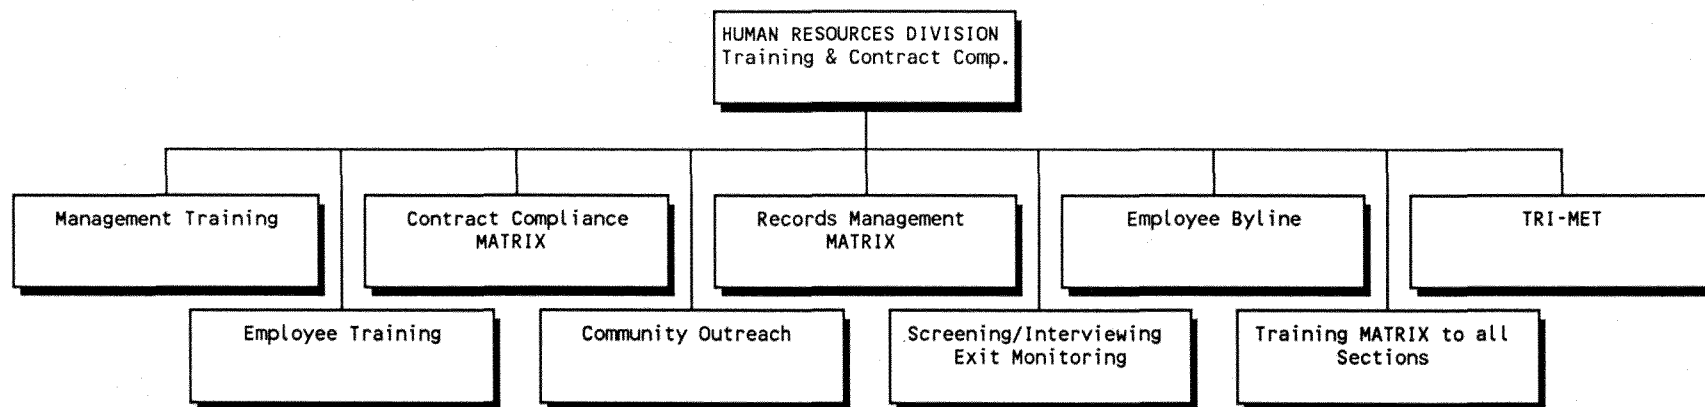 HUMAN RESOURCES DIVISION
Training & Contract Comp.
Management Training
Contract Compliance
MATRIX
Records Management
MATRIX
Employee Byline
TRI-MET
Employee Training
Community Outreach
Screening/Interviewing
Exit Monitoring
Training MATRIX to all
Sections